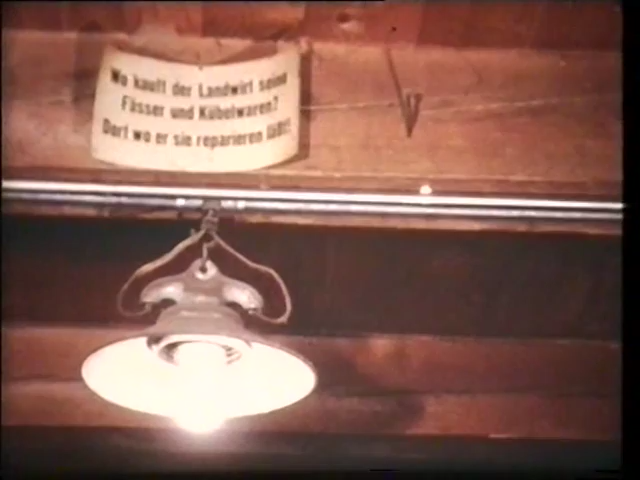 Wo kauft der Landwirt seine
Fässer und Kübelwaren?
Dort wo er sie reparieren läßt!